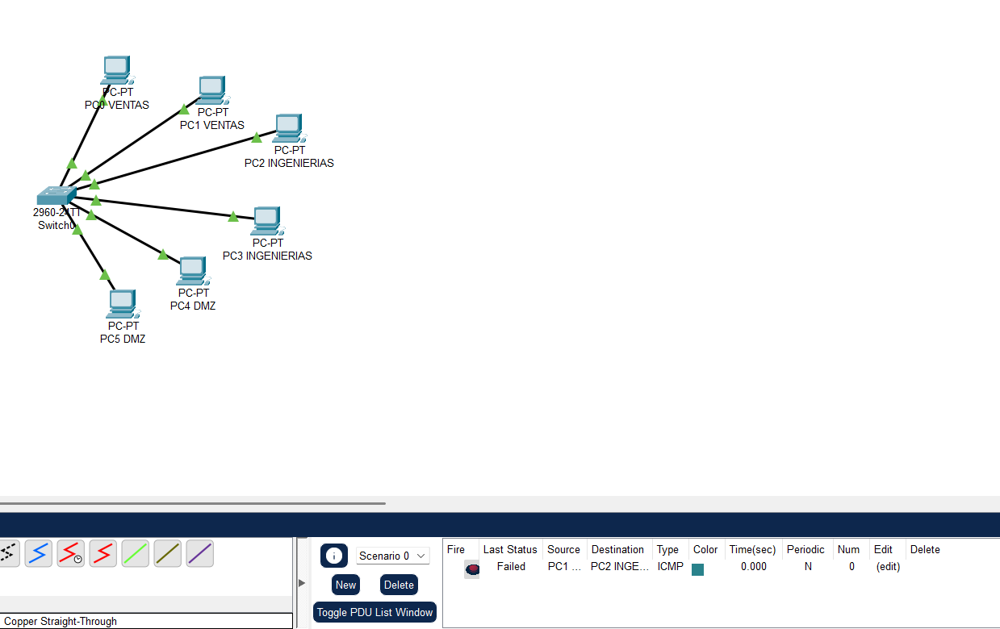 PC-PT
PC0 VENTAS
PC-PT
PC1 VENTAS
PC-PT
PC2 INGENIERIAS
2960-24TT
Switch0
PC-PT
PC3 INGENIERIAS
PC-PT
PC4 DMZ
PC-PT
PC5 DMZ
Scenario 0
New
Delete
Toggle PDU List Window
Fire Last Status Source Destination Type Color Time(sec) Periodic Num Edit Delete
Failed PC1 ... PC2 INGE... ICMP 0.000 N 0 (edit)
Copper Straight-Through